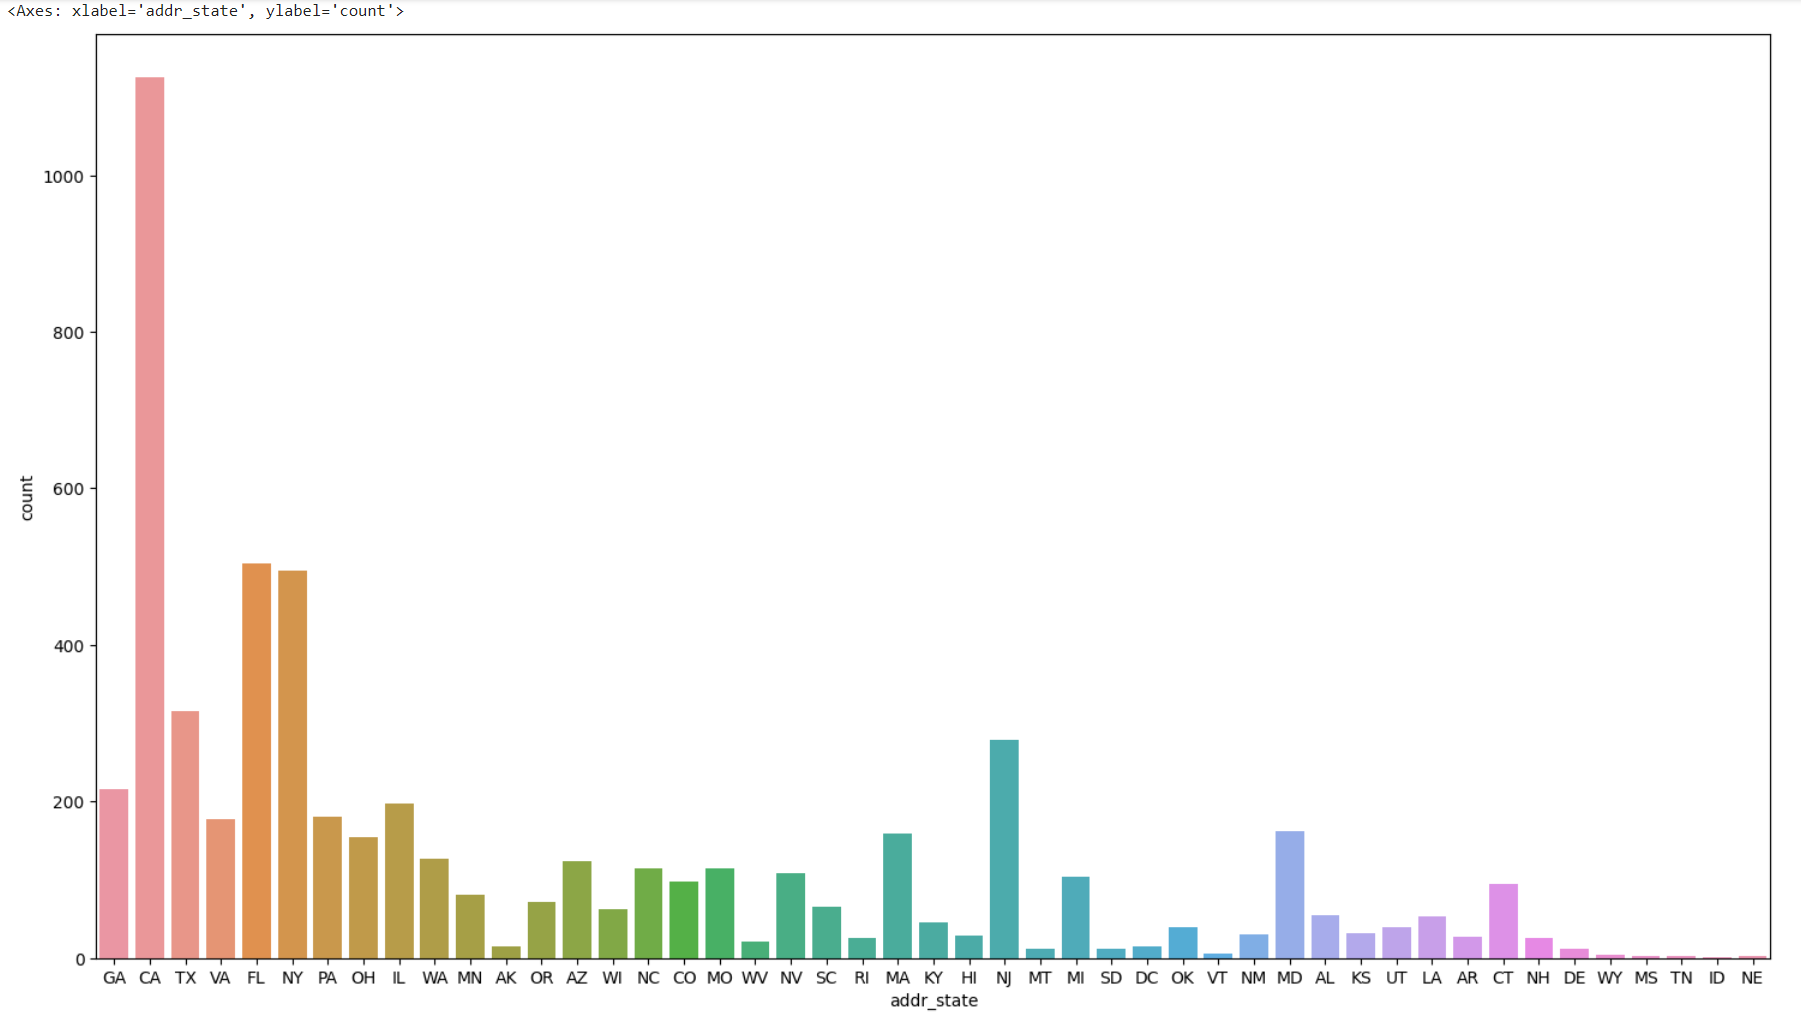 <Axes: xlabel='addr_state', ylabel='count'>
1000
800
600
400
200
0
count
GA CA TX VA FL NY PA OH IL WA MN AK OR AZ WI NC CO MO WV NV SC RI MA KY HI NJ MT MI SD DC OK VT NM MD AL KS UT LA AR CT NH DE WY MS TN ID NE
addr_state